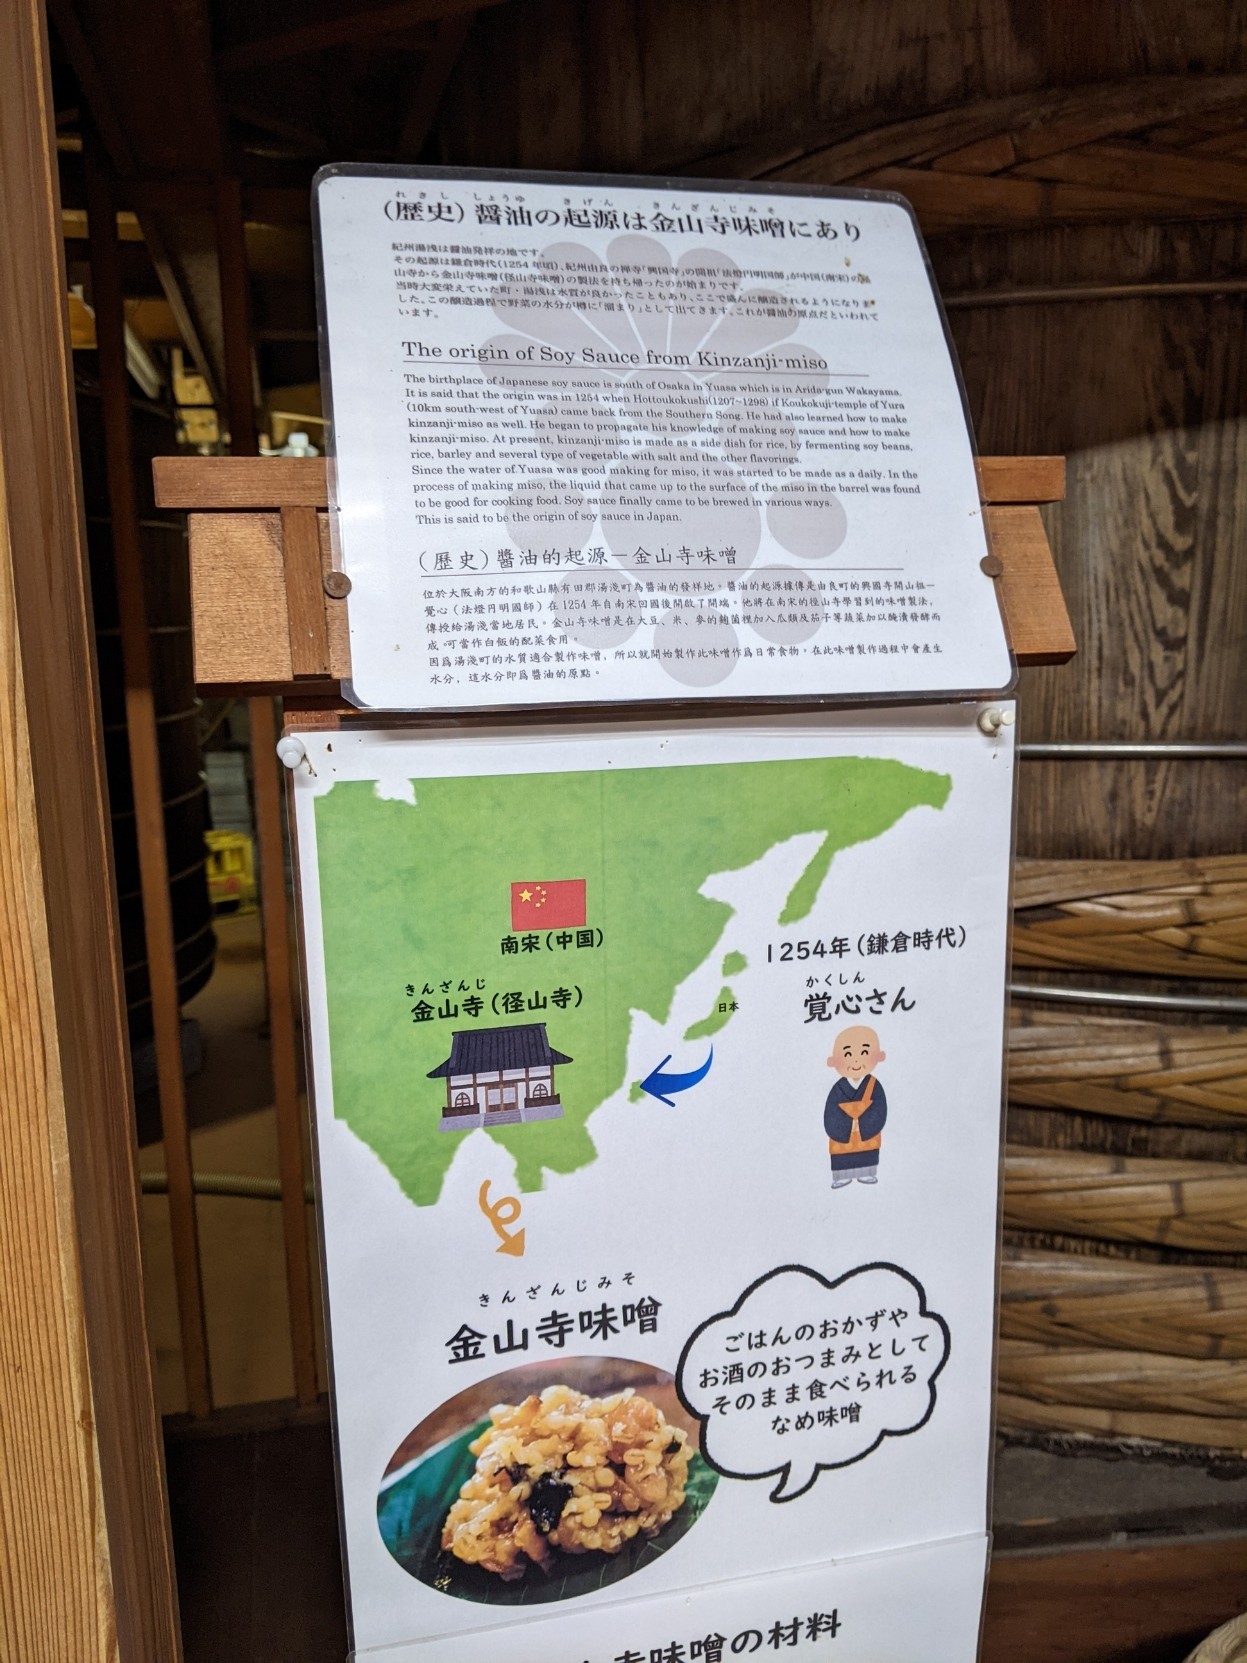 れきし しょうゆ きげん きんざんじみそ
(歴史) 醤油の起源は金山寺味噌にあり
紀州湯浅は醤油発祥の地です。
その起源は鎌倉時代(1254年頃)、紀州由良の禅寺「興国寺」の開祖「法燈円明国師」が中国(南宋)の
山寺から金山寺味噌(径山寺味噌)の製法を持ち帰ったのが始まりです。
当時大変栄えていた町・湯浅は水質が良かったこともあり、ここで盛んに醸造されるようになりま
した。この醸造過程で野菜の水分が樽に「溜まり」として出てきます。これが醤油の原点だといわれて
います。
The origin of Soy Sauce from Kinzanji-miso
The birthplace of Japanese soy sauce is south of Osaka in Yuasa which is in Arida-gun Wakayama.
It is said that the origin was in 1254 when Hottoukokushi(1207~1298) if Koukokuji-temple of Yura
(10km south-west of Yuasa) came back from the Southern Song. He had also learned how to make
kinzanji-miso as well. He began to propagate his knowledge of making soy sauce and how to make
kinzanji-miso. At present, kinzanji-miso is made as a side dish for rice, by fermenting soy beans,
rice, barley and several type of vegetable with salt and the other flavorings.
Since the water of Yuasa was good making for miso, it was started to be made as a daily. In the
process of making miso, the liquid that came up to the surface of the miso in the barrel was found
to be good for cooking food. Soy sauce finally came to be brewed in various ways.
This is said to be the origin of soy sauce in Japan.
(歷史) 醬油的起源－金山寺味噌
位於大阪南方的和歌山縣有田郡湯淺町為醬油的發祥地。醬油的起源據傳是由良町的興國寺開山祖—
覺心(法燈円明國師)在1254年自南宋回國後開啟了開端。他將在南宋的徑山寺學習到的味噌製法，
傳授給湯淺當地居民。金山寺味噌是在大豆、米、麥的麴菌裡加入瓜類及茄子等蔬菜加以醃漬發酵而
成，可當作白飯的配菜食用。
因爲湯淺町的水質適合製作味噌，所以就開始製作此味噌作爲日常食物。在此味噌製作過程中會產生
水分，這水分即爲醬油的原點。
南宋(中国)
きんざんじ
金山寺(径山寺)
1254年(鎌倉時代)
かくしん
覚心さん
日本
きんざんじみそ
金山寺味噌
ごはんのおかずや
お酒のおつまみとして
そのまま食べられる
なめ味噌
寺味噌の材料